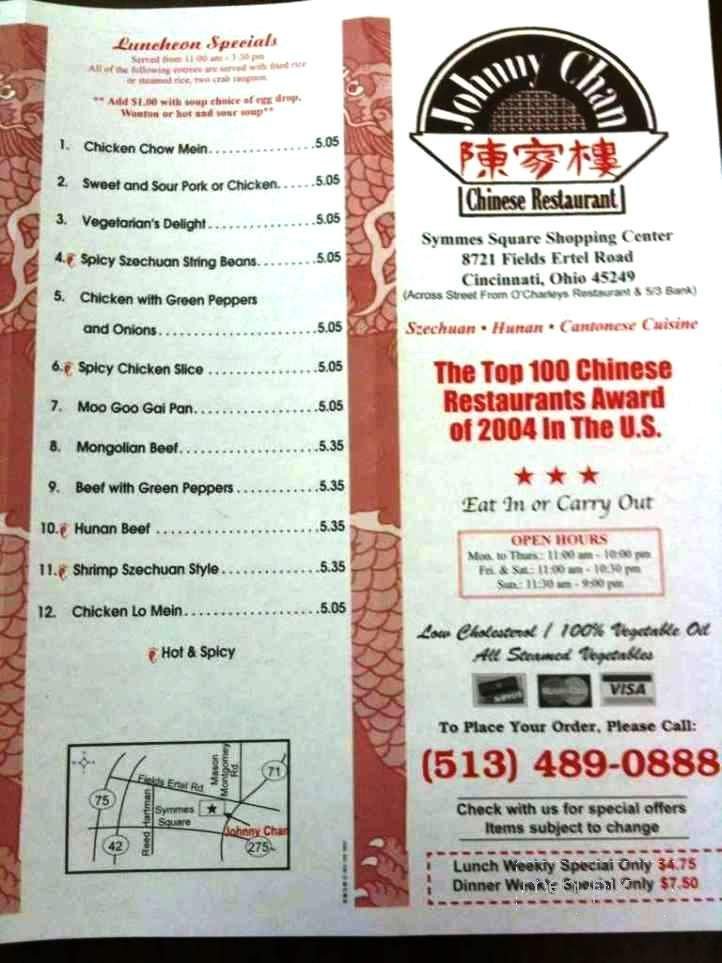 Luncheon Specials
Served from 11:00 am - 3:30 pm
All of the following entrees are served with fried rice
or steamed rice, two crab rangoon.
** Add $1.00 with soup choice of egg drop,
Wonton or hot and sour soup**
1. Chicken Chow Mein................5.05
2. Sweet and Sour Pork or Chicken......5.05
3. Vegetarian's Delight................5.05
4. Spicy Szechuan String Beans.........5.05
5. Chicken with Green Peppers
and Onions.......................5.05
6. Spicy Chicken Slice ................5.05
7. Moo Goo Gai Pan..................5.05
8. Mongolian Beef.....................5.35
9. Beef with Green Peppers ............5.35
10. Hunan Beef .......................5.35
11. Shrimp Szechuan Style ..............5.35
12. Chicken Lo Mein....................5.05
Hot & Spicy
Fields Ertel Rd
Mason
Montgomery
Rd.
71
75
Reed Hartman
Symmes
Square
42
Johnny Chan
275
Johnny Chan
陳家樓
Chinese Restaurant
Symmes Square Shopping Center
8721 Fields Ertel Road
Cincinnati, Ohio 45249
(Across Street From O'Charleys Restaurant & 5/3 Bank)
Szechuan • Hunan • Cantonese Cuisine
The Top 100 Chinese
Restaurants Award
of 2004 In The U.S.
Eat In or Carry Out
OPEN HOURS
Mon. to Thurs.: 11:00 am - 10:00 pm
Fri. & Sat.: 11:00 am - 10:30 pm
Sun.: 11:30 am - 9:00 pm
Low Cholesterol / 100% Vegetable Oil
All Steamed Vegetables
VISA
To Place Your Order, Please Call:
(513) 489-0888
Check with us for special offers
Items subject to change
Lunch Weekly Special Only $4.75
Dinner Weekly Special Only $7.50